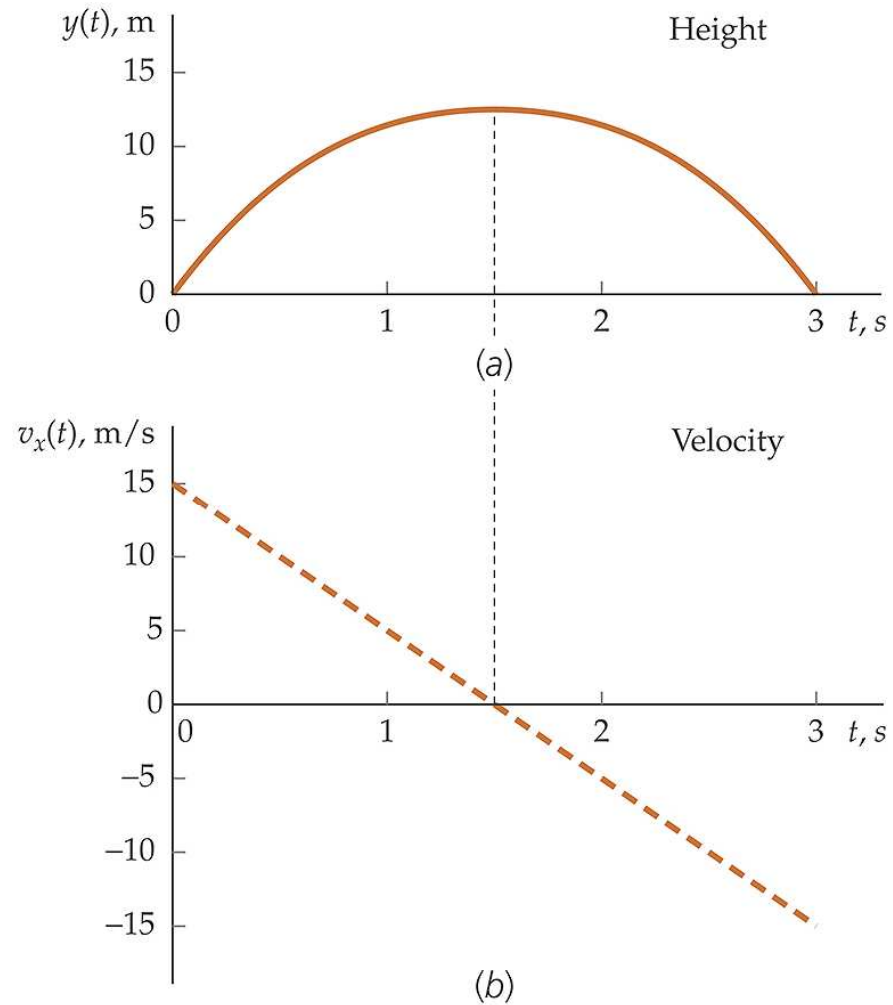 y(t), m
Height
15
10
5
0
0 1 2 3 t, s
(a)
v_x(t), m/s
Velocity
15
10
5
0
0 1 2 3 t, s
–5
–10
–15
(b)